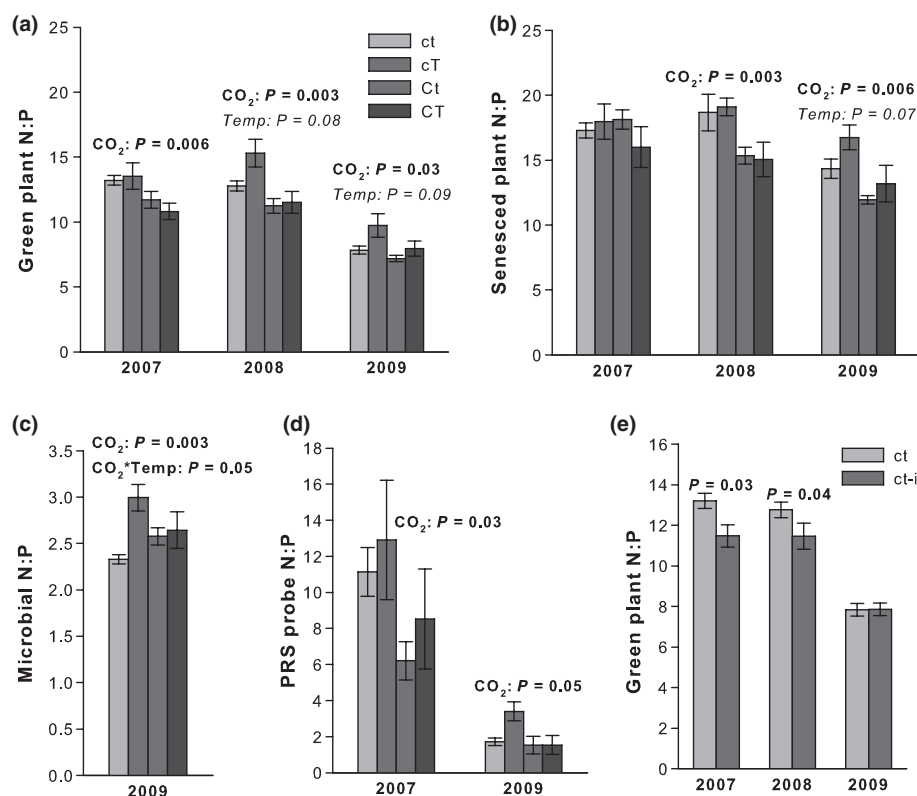 (a)
Green plant N:P
25
20
15
10
5
0
ct
cT
Ct
CT
CO₂: P = 0.006
CO₂: P = 0.003
Temp: P = 0.08
CO₂: P = 0.03
Temp: P = 0.09
2007 2008 2009
(b)
Senesced plant N:P
25
20
15
10
5
0
CO₂: P = 0.003
CO₂: P = 0.006
Temp: P = 0.07
2007 2008 2009
(c)
Microbial N:P
3.5
3.0
2.5
2.0
1.5
1.0
0.5
0.0
CO₂: P = 0.003
CO₂*Temp: P = 0.05
2009
(d)
PRS probe N:P
18
16
14
12
10
8
6
4
2
0
CO₂: P = 0.03
CO₂: P = 0.05
2007 2009
(e)
Green plant N:P
16
14
12
10
8
6
4
2
0
ct
ct-i
P = 0.03
P = 0.04
2007 2008 2009